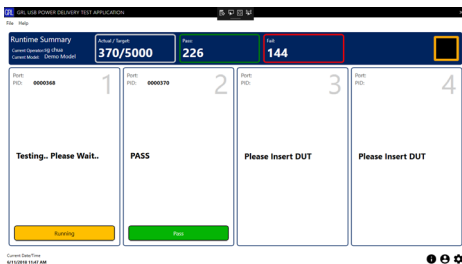 GRL USB POWER DELIVERY TEST APPLICATION
File Help
Runtime Summary
Current Operator: sg chua
Current Model: Demo Model
Actual / Target:
370/5000
Pass:
226
Fail:
144
Port:
PID: 0000368
1
Testing.. Please Wait..
Running
Port:
PID: 0000370
2
PASS
Pass
Port:
PID:
3
Please Insert DUT
Port:
PID:
4
Please Insert DUT
Current Date/Time
6/11/2018 11:47 AM